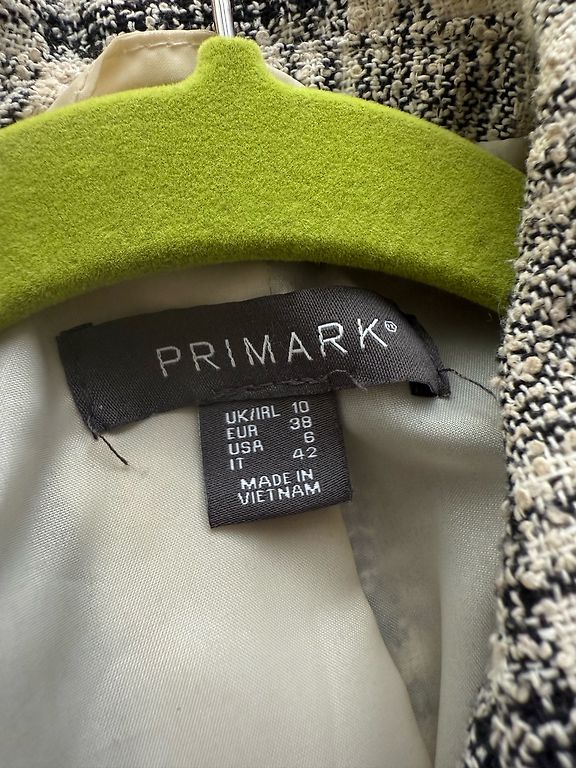 PRIMARK®
UK/IRL 10
EUR 38
USA 6
IT 42
MADE IN
VIETNAM